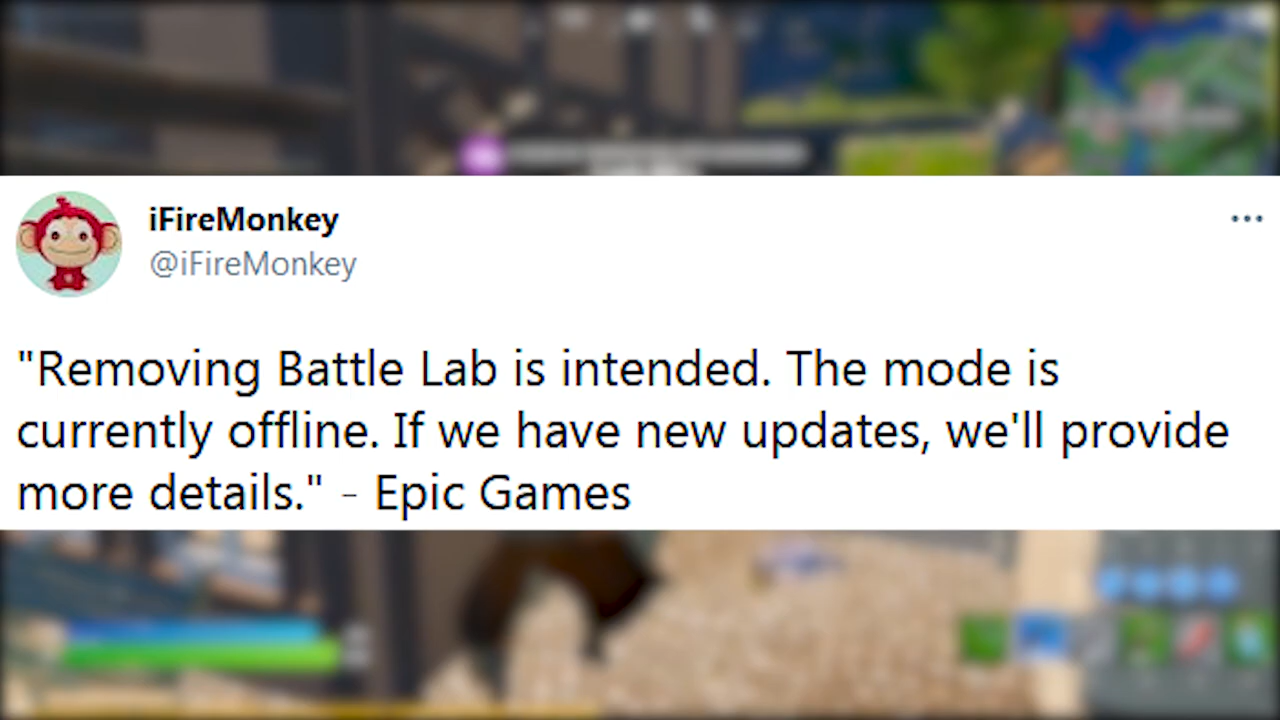 iFireMonkey
@iFireMonkey
"Removing Battle Lab is intended. The mode is
currently offline. If we have new updates, we'll provide
more details." - Epic Games